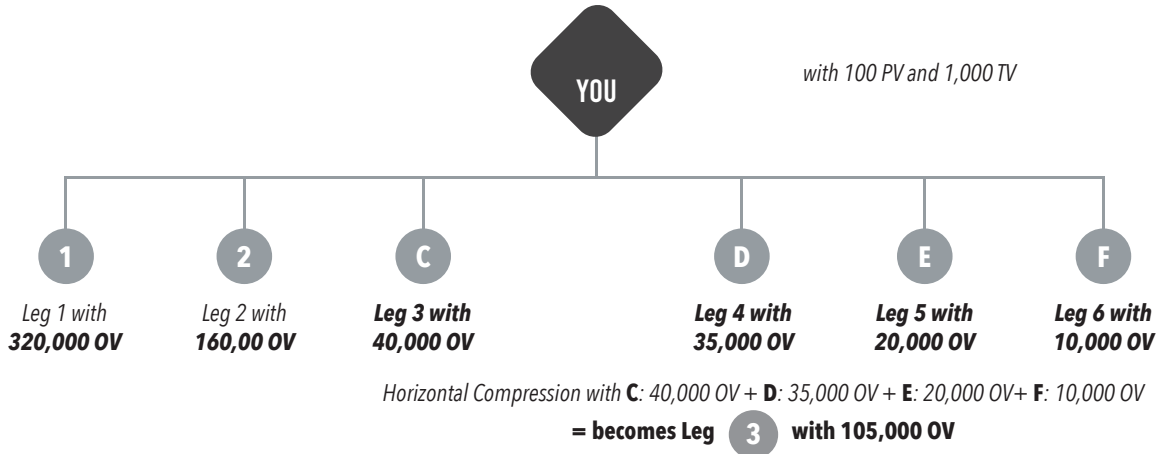 YOU
with 100 PV and 1,000 TV
1
2
C
D
E
F
Leg 1 with
320,000 OV
Leg 2 with
160,00 OV
Leg 3 with
40,000 OV
Leg 4 with
35,000 OV
Leg 5 with
20,000 OV
Leg 6 with
10,000 OV
Horizontal Compression with C: 40,000 OV + D: 35,000 OV + E: 20,000 OV+ F: 10,000 OV
= becomes Leg 3 with 105,000 OV